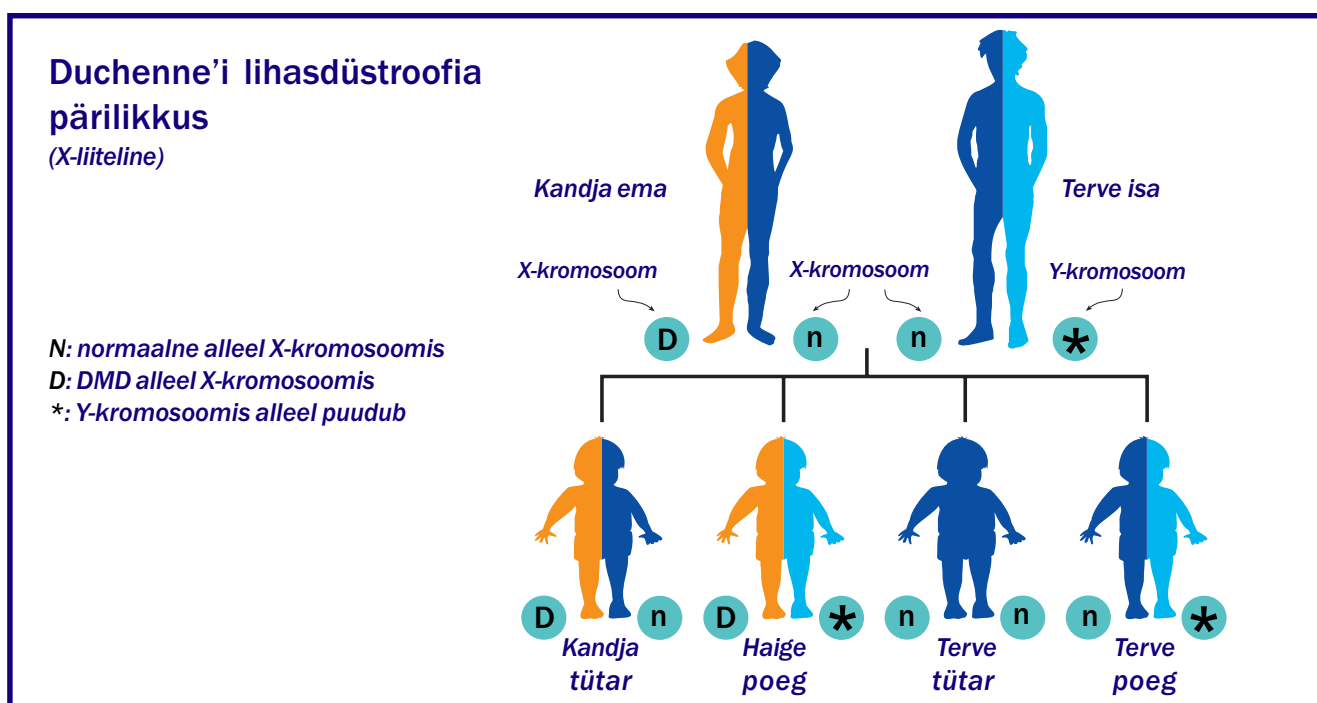 Duchenne'i lihasdüstroofia
pärilikkus
(X-liiteline)
Kandja ema
Terve isa
X-kromosoom
X-kromosoom
Y-kromosoom
D
n
n
*
N: normaalne alleel X-kromosoomis
D: DMD alleel X-kromosoomis
*: Y-kromosoomis alleel puudub
D
n
D
*
n
n
n
*
Kandja
tütar
Haige
poeg
Terve
tütar
Terve
poeg